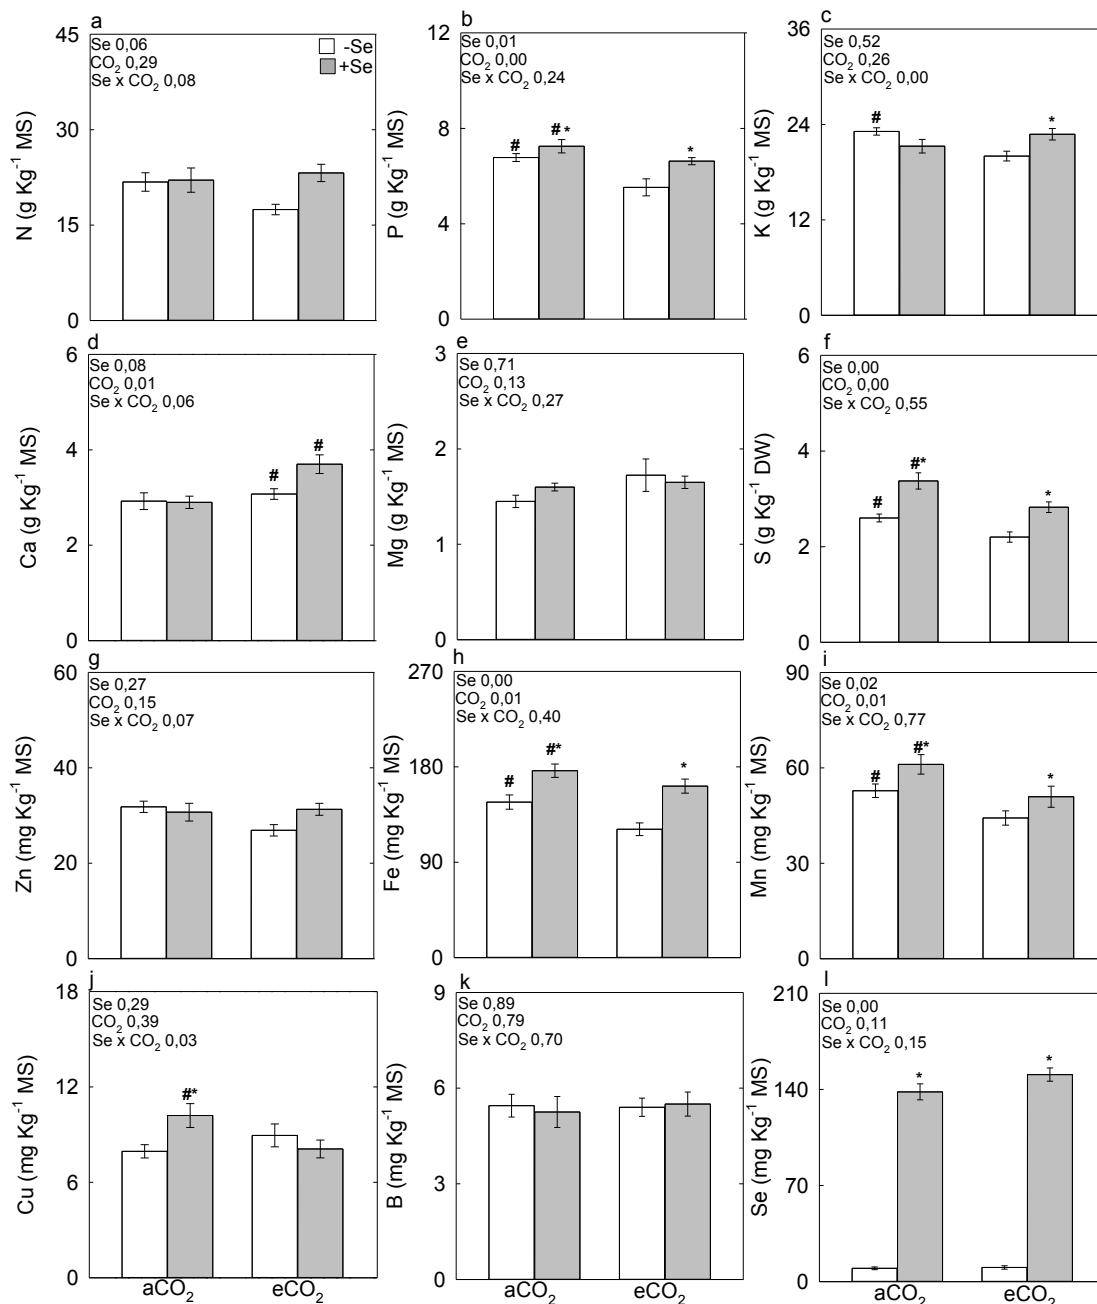 a
Se 0,06
CO₂ 0,29
Se x CO₂ 0,08
-Se
+Se
45
30
15
0
N (g Kg⁻¹ MS)
b
Se 0,01
CO₂ 0,00
Se x CO₂ 0,24
12
8
4
0
P (g Kg⁻¹ MS)
#
#*
*
c
Se 0,52
CO₂ 0,26
Se x CO₂ 0,00
36
24
12
0
K (g Kg⁻¹ MS)
#
*
d
Se 0,08
CO₂ 0,01
Se x CO₂ 0,06
6
4
2
0
Ca (g Kg⁻¹ MS)
#
#
e
Se 0,71
CO₂ 0,13
Se x CO₂ 0,27
3
2
1
0
Mg (g Kg⁻¹ MS)
f
Se 0,00
CO₂ 0,00
Se x CO₂ 0,55
6
4
2
0
S (g Kg⁻¹ DW)
#
#*
*
g
Se 0,27
CO₂ 0,15
Se x CO₂ 0,07
60
40
20
0
Zn (mg Kg⁻¹ MS)
h
Se 0,00
CO₂ 0,01
Se x CO₂ 0,40
270
180
90
0
Fe (mg Kg⁻¹ MS)
#
#*
*
i
Se 0,02
CO₂ 0,01
Se x CO₂ 0,77
90
60
30
0
Mn (mg Kg⁻¹ MS)
#
#*
*
j
Se 0,29
CO₂ 0,39
Se x CO₂ 0,03
18
12
6
0
Cu (mg Kg⁻¹ MS)
#*
aCO₂ eCO₂
k
Se 0,89
CO₂ 0,79
Se x CO₂ 0,70
9
6
3
0
B (mg Kg⁻¹ MS)
aCO₂ eCO₂
l
Se 0,00
CO₂ 0,11
Se x CO₂ 0,15
210
140
70
0
Se (mg Kg⁻¹ MS)
*
*
aCO₂ eCO₂